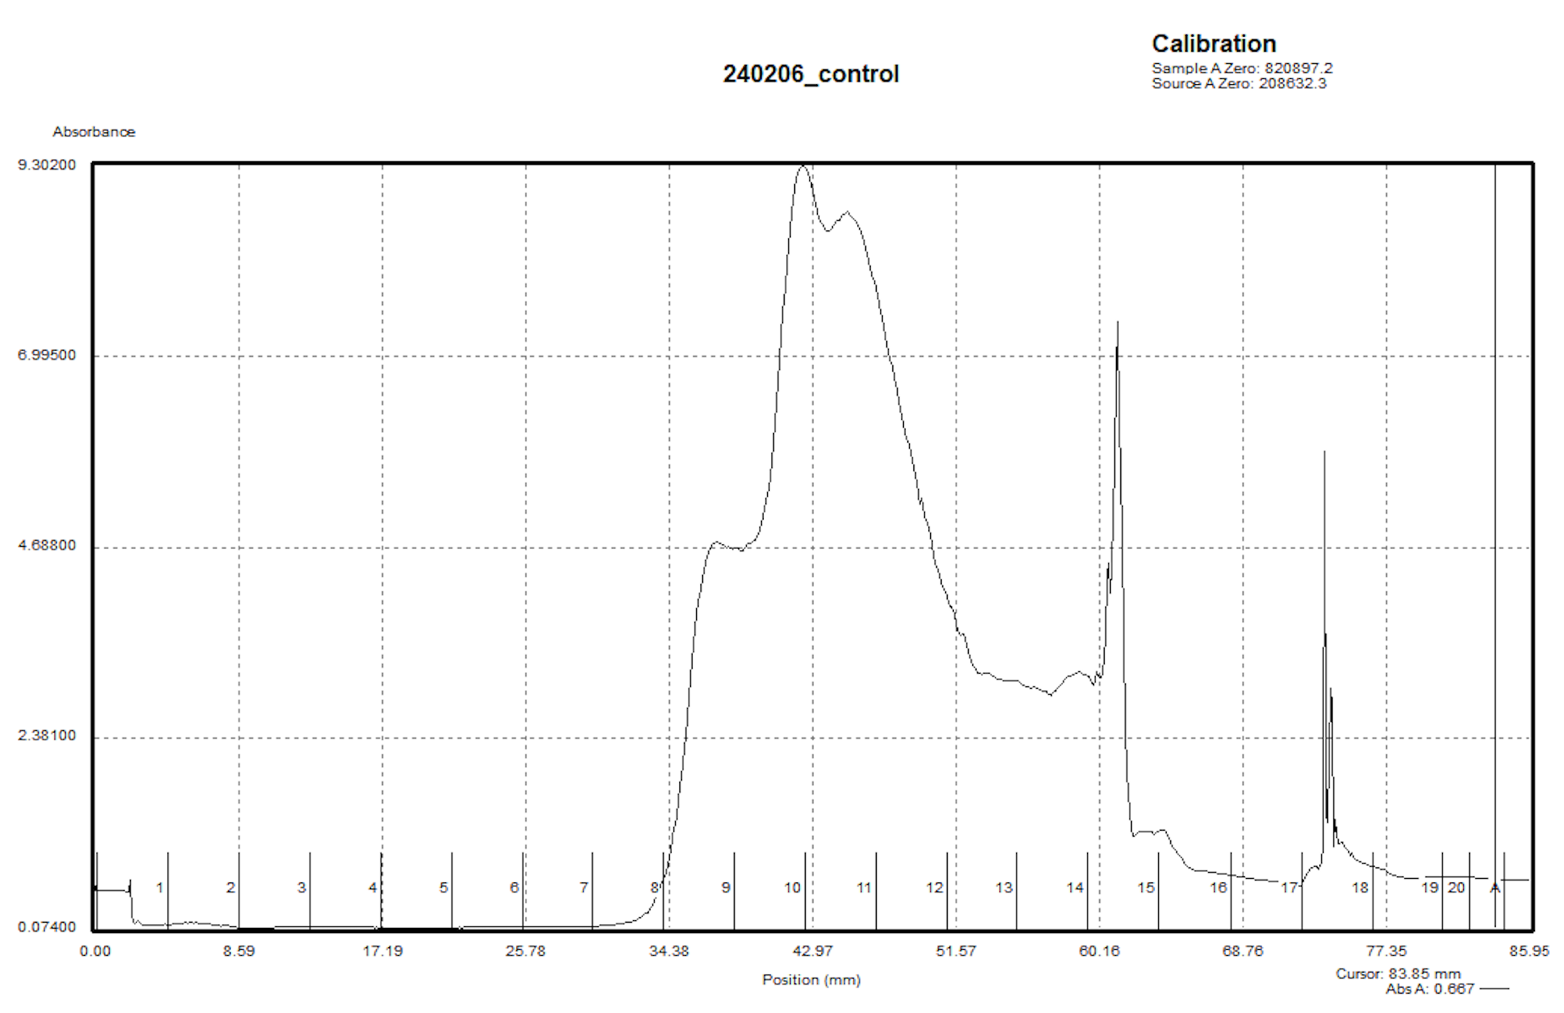 Calibration
Sample A Zero: 820897.2
Source A Zero: 208632.3
240206_control
Absorbance
9.30200
6.99500
4.68800
2.38100
0.07400
1 2 3 4 5 6 7 8 9 10 11 12 13 14 15 16 17 18 19 20 A
0.00 8.59 17.19 25.78 34.38 42.97 51.57 60.16 68.76 77.35 85.95
Position (mm)
Cursor: 83.85 mm
Abs A: 0.667